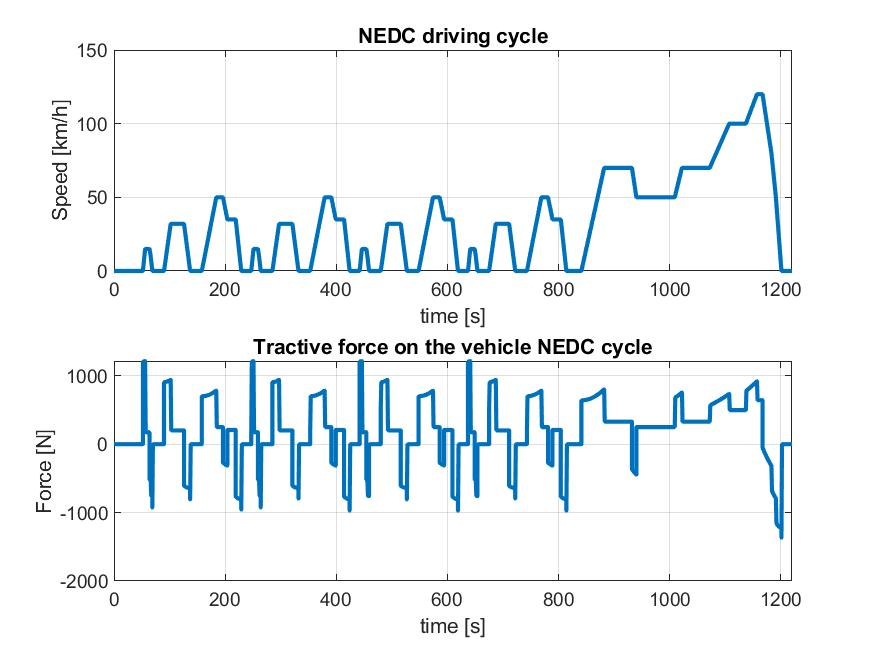 NEDC driving cycle
150
100
50
0
Speed [km/h]
0 200 400 600 800 1000 1200
time [s]
Tractive force on the vehicle NEDC cycle
1000
0
-1000
-2000
Force [N]
0 200 400 600 800 1000 1200
time [s]